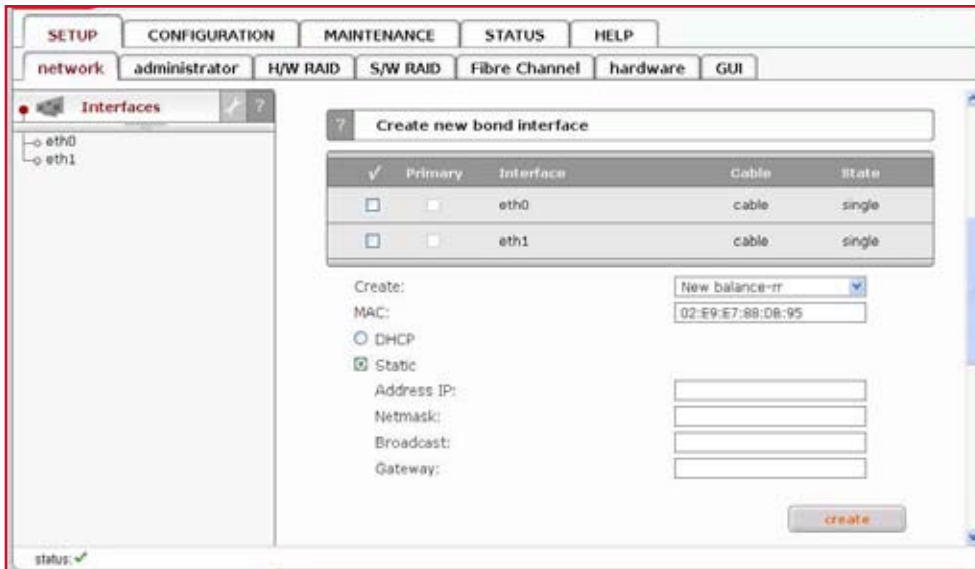 SETUP CONFIGURATION MAINTENANCE STATUS HELP
network administrator H/W RAID S/W RAID Fibre Channel hardware GUI
Interfaces ?
eth0
eth1
? Create new bond interface
Primary Interface Cable State
eth0 cable single
eth1 cable single
Create: New balance-rr
MAC: 02:E9:E7:88:DB:95
DHCP
Static
Address IP:
Netmask:
Broadcast:
Gateway:
create
status: